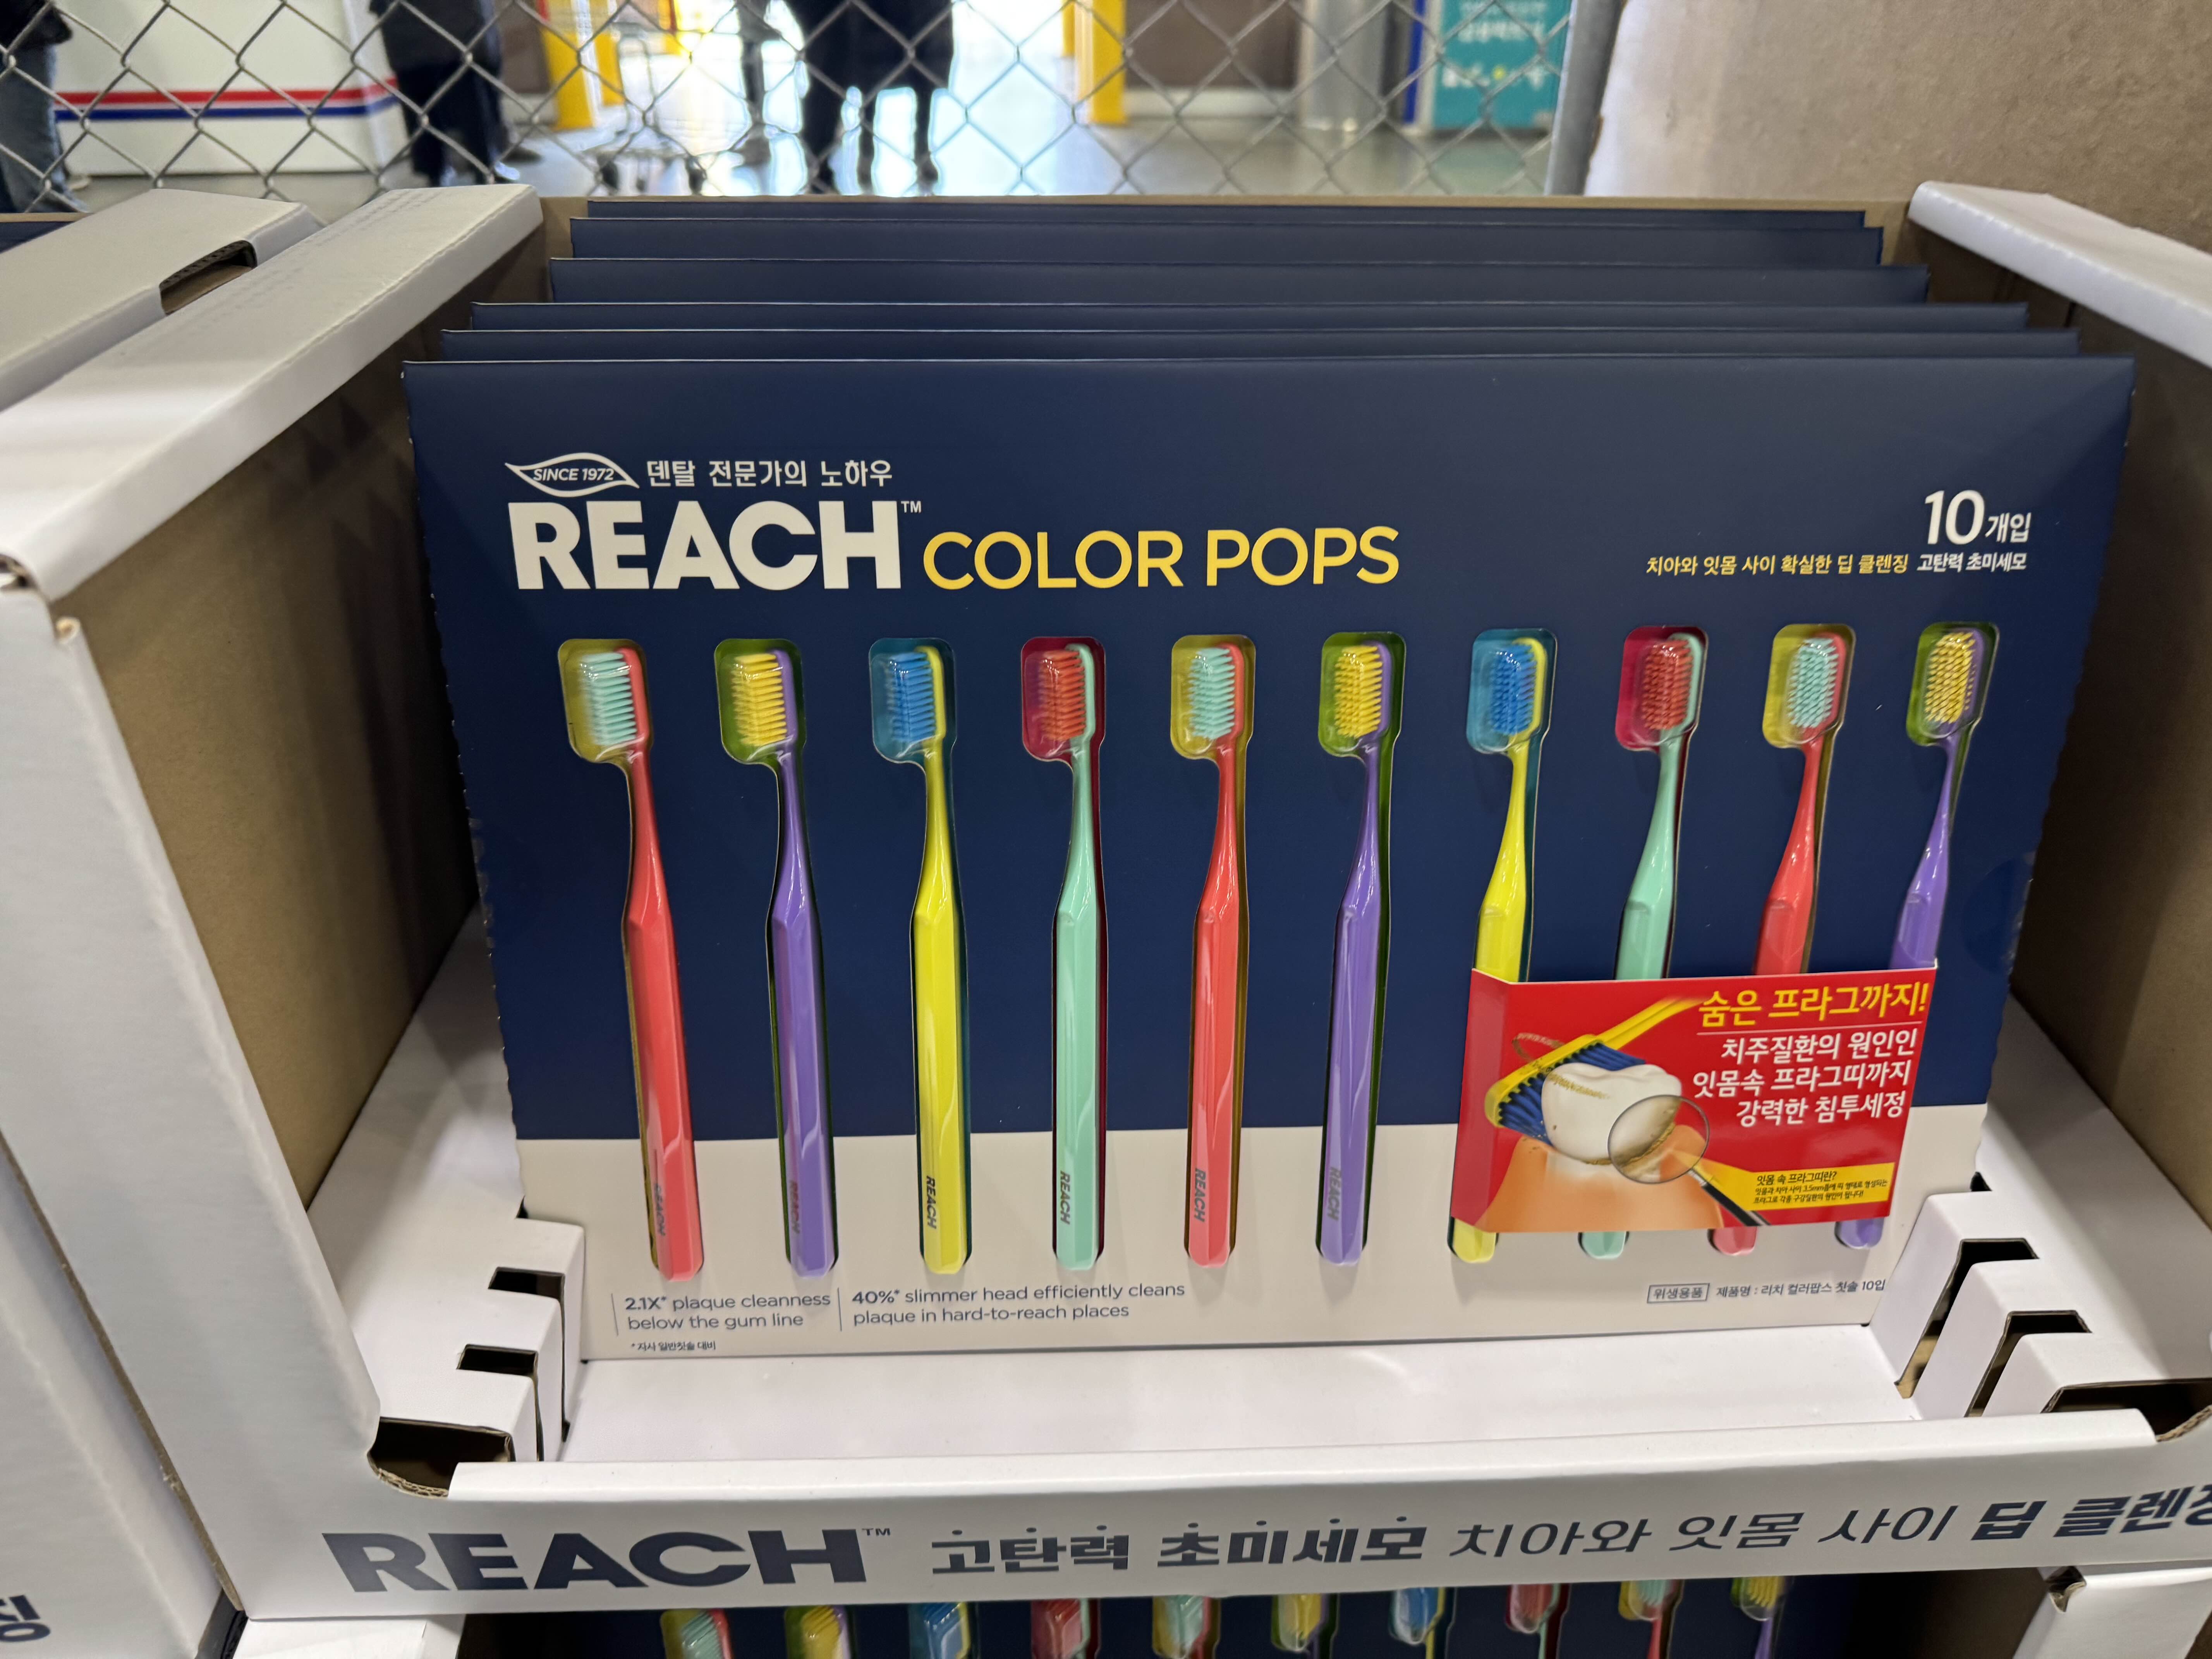 SINCE 1972 덴탈 전문가의 노하우
REACH™ COLOR POPS
10개입
치아와 잇몸 사이 확실한 딥 클렌징 고탄력 초미세모
숨은 프라그까지!
치주질환의 원인인
잇몸속 프라그띠까지
강력한 침투세정
잇몸 속 프라그띠란?
REACH
REACH
REACH
REACH
REACH
REACH
2.1X* plaque cleanness
below the gum line
40%* slimmer head efficiently cleans
plaque in hard-to-reach places
*자사 일반칫솔 대비
위생용품 제품명 : 리치 컬러팝스 칫솔 10입
REACH™ 고탄력 초미세모 치아와 잇몸 사이 딥 클렌징
징